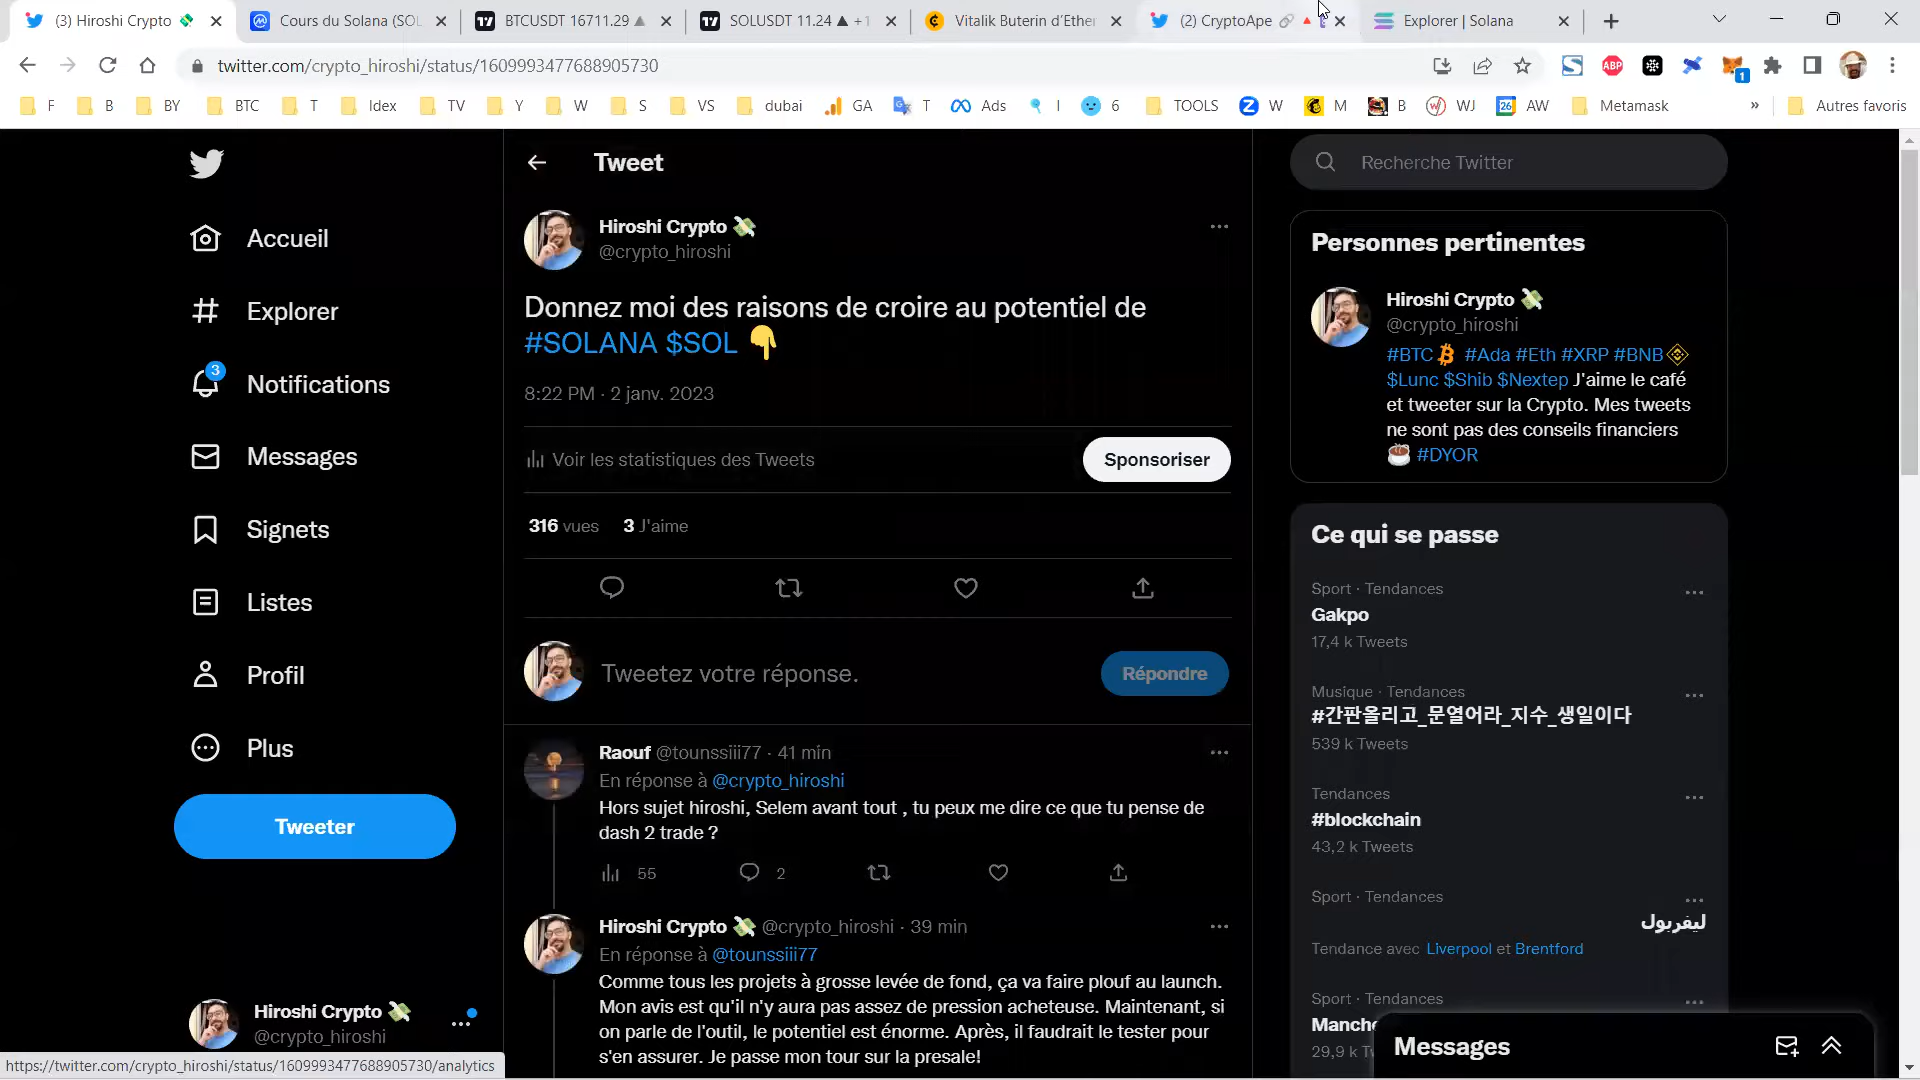 (3) Hiroshi Crypto
Cours du Solana (SOL
BTCUSDT 16711.29 ▲
SOLUSDT 11.24 ▲ +1
Vitalik Buterin d'Ether
(2) CryptoApe
Explorer | Solana
twitter.com/crypto_hiroshi/status/1609993477688905730
ABP
1
F
B
BY
BTC
T
Idex
TV
Y
W
S
VS
dubai
GA
T
Ads
I
6
TOOLS
W
M
B
WJ
26
AW
Metamask
»
Autres favoris
Accueil
Explorer
3
Notifications
Messages
Signets
Listes
Profil
Plus
Tweeter
Hiroshi Crypto
@crypto_hiroshi
https://twitter.com/crypto_hiroshi/status/1609993477688905730/analytics
Tweet
Hiroshi Crypto
@crypto_hiroshi
Donnez moi des raisons de croire au potentiel de
#SOLANA $SOL 👇
8:22 PM · 2 janv. 2023
Voir les statistiques des Tweets
Sponsoriser
316 vues 3 J'aime
Tweetez votre réponse.
Répondre
Raouf @tounssiii77 · 41 min
En réponse à @crypto_hiroshi
Hors sujet hiroshi, Selem avant tout , tu peux me dire ce que tu pense de
dash 2 trade ?
55
2
Hiroshi Crypto @crypto_hiroshi · 39 min
En réponse à @tounssiii77
Comme tous les projets à grosse levée de fond, ça va faire plouf au launch.
Mon avis est qu'il n'y aura pas assez de pression acheteuse. Maintenant, si
on parle de l'outil, le potentiel est énorme. Après, il faudrait le tester pour
s'en assurer. Je passe mon tour sur la presale!
Recherche Twitter
Personnes pertinentes
Hiroshi Crypto
@crypto_hiroshi
#BTC #Ada #Eth #XRP #BNB
$Lunc $Shib $Nextep J'aime le café
et tweeter sur la Crypto. Mes tweets
ne sont pas des conseils financiers
☕ #DYOR
Ce qui se passe
Sport · Tendances
Gakpo
17,4 k Tweets
Musique · Tendances
#간판올리고_문열어라_지수_생일이다
539 k Tweets
Tendances
#blockchain
43,2 k Tweets
Sport · Tendances
ليفربول
Tendance avec Liverpool et Brentford
Sport · Tendances
Manche
29,9 k T
Messages